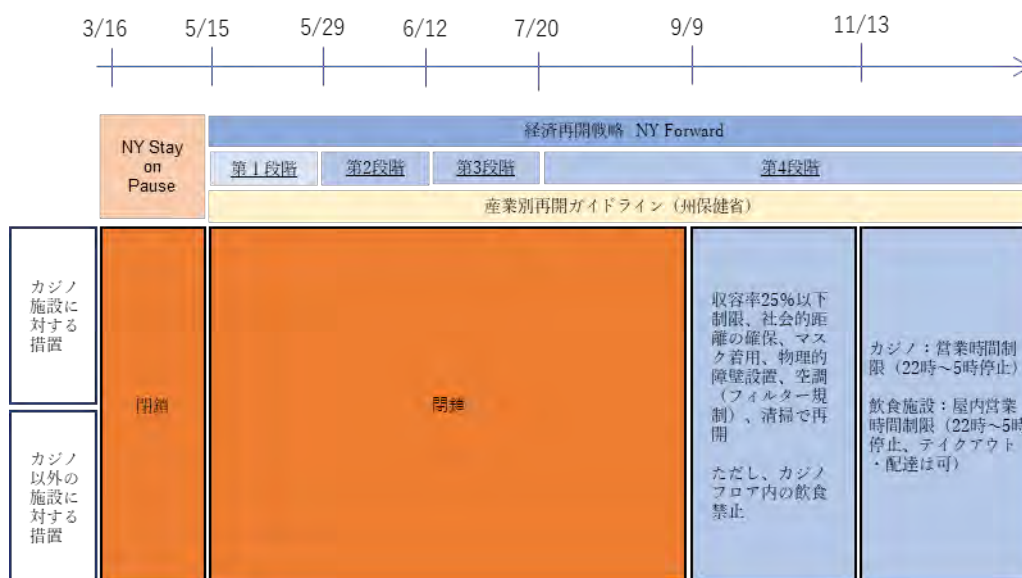 3/16
5/15
5/29
6/12
7/20
9/9
11/13
NY Stay
on
Pause
経済再開戦略 NY Forward
第１段階
第2段階
第3段階
第4段階
産業別再開ガイドライン（州保健省）
カジノ
施設に
対する
措置
カジノ
以外の
施設に
対する
措置
閉鎖
閉鎖
収容率25％以下
制限、社会的距
離の確保、マス
ク着用、物理的
障壁設置、空調
（フィルター規
制）、清掃で再
開
ただし、カジノ
フロア内の飲食
禁止
カジノ：営業時間制
限（22時～5時停止）
飲食施設：屋内営業
時間制限（22時～5時
停止、テイクアウト
・配達は可）